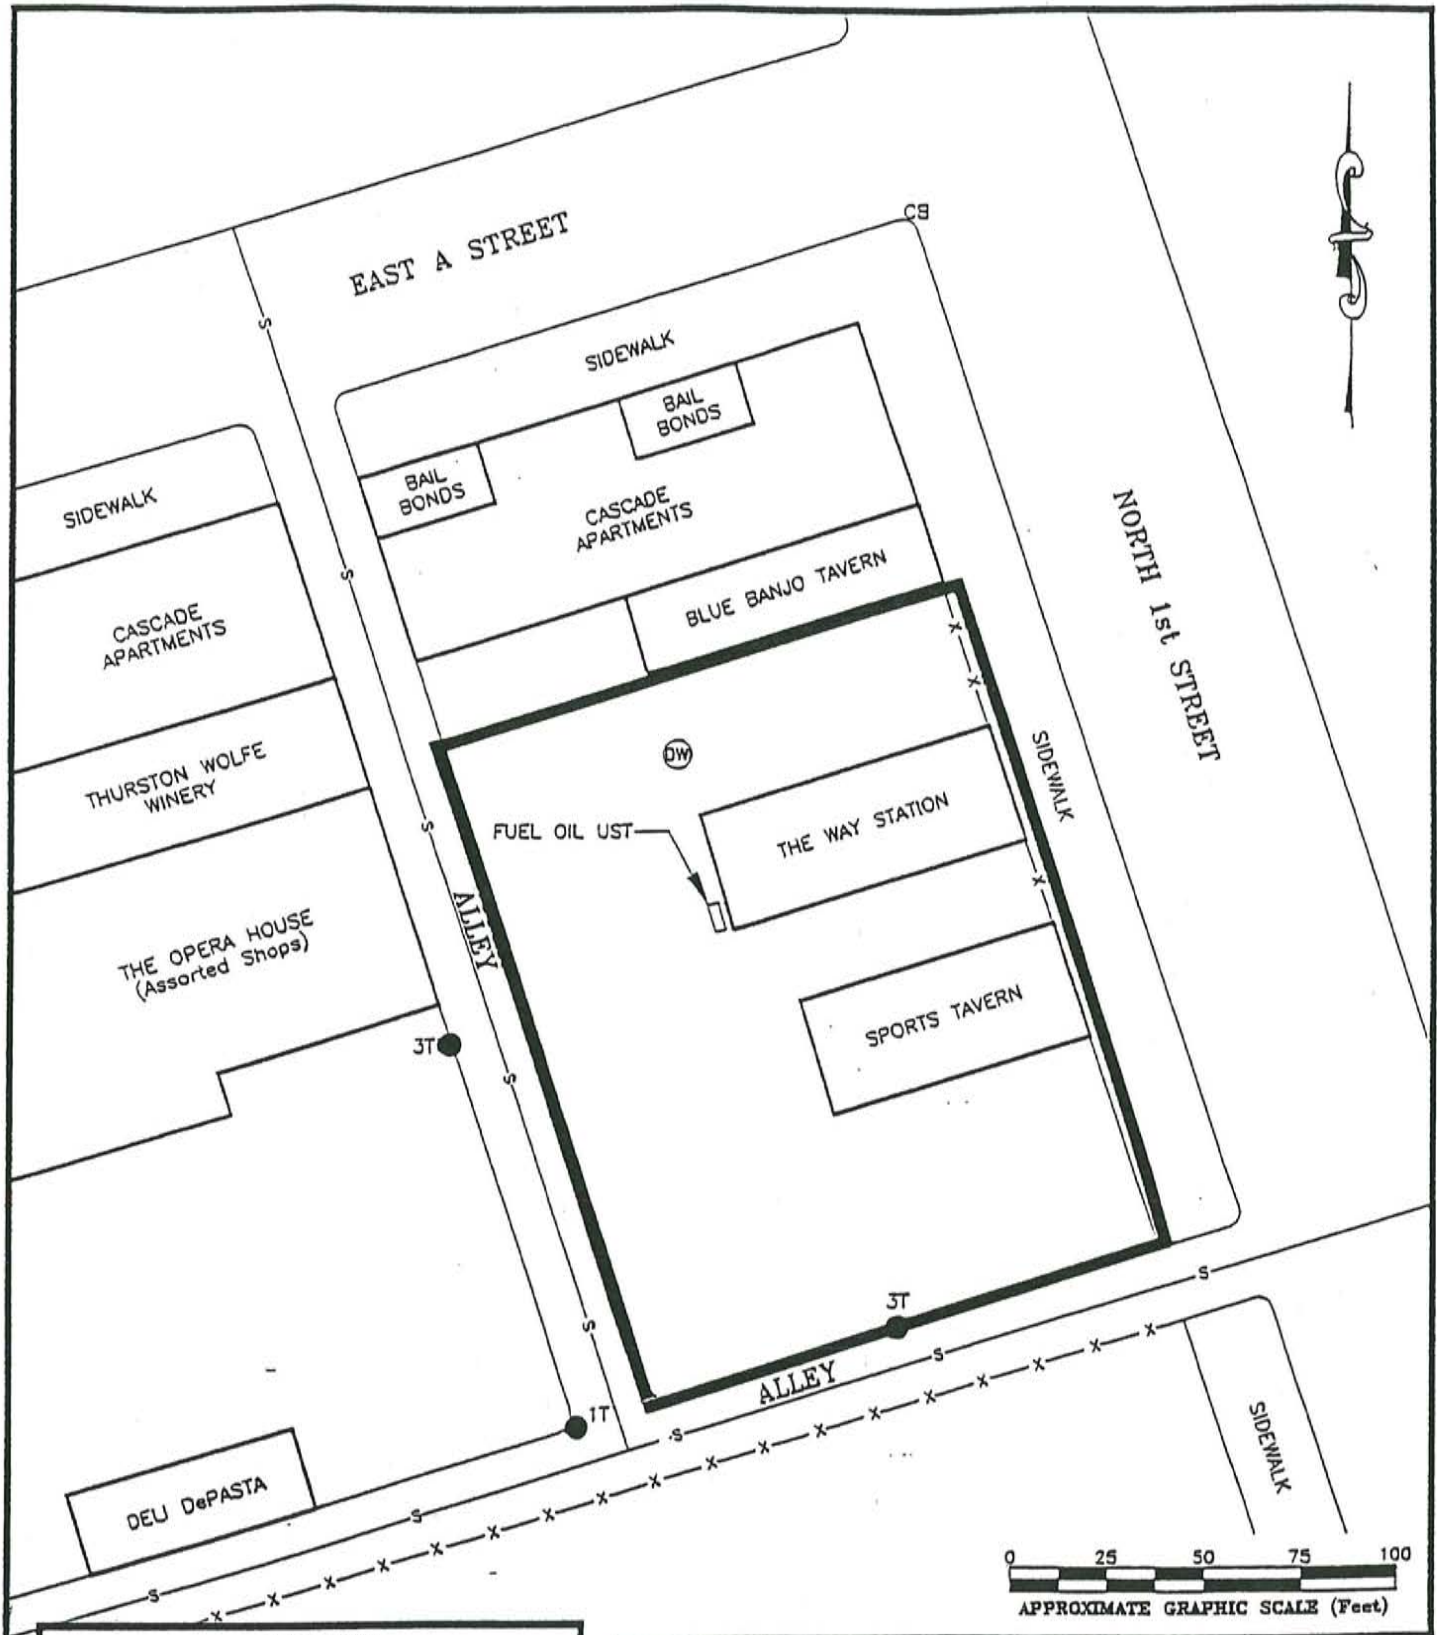 CB
EAST A STREET
SIDEWALK
BAIL
BONDS
BAIL
BONDS
SIDEWALK
CASCADE
APARTMENTS
NORTH 1st STREET
BLUE BANJO TAVERN
CASCADE
APARTMENTS
DW
THURSTON WOLFE
WINERY
SIDEWALK
FUEL OIL UST
THE WAY STATION
ALLEY
THE OPERA HOUSE
(Assorted Shops)
SPORTS TAVERN
3T
3T
ALLEY
1T
SIDEWALK
DELI DePASTA
S
S
S
S
S
S
S
S
S
S
X
X
X
X X X X X X X X X X X X X X X X X X
0 25 50 75 100
APPROXIMATE GRAPHIC SCALE (Feet)